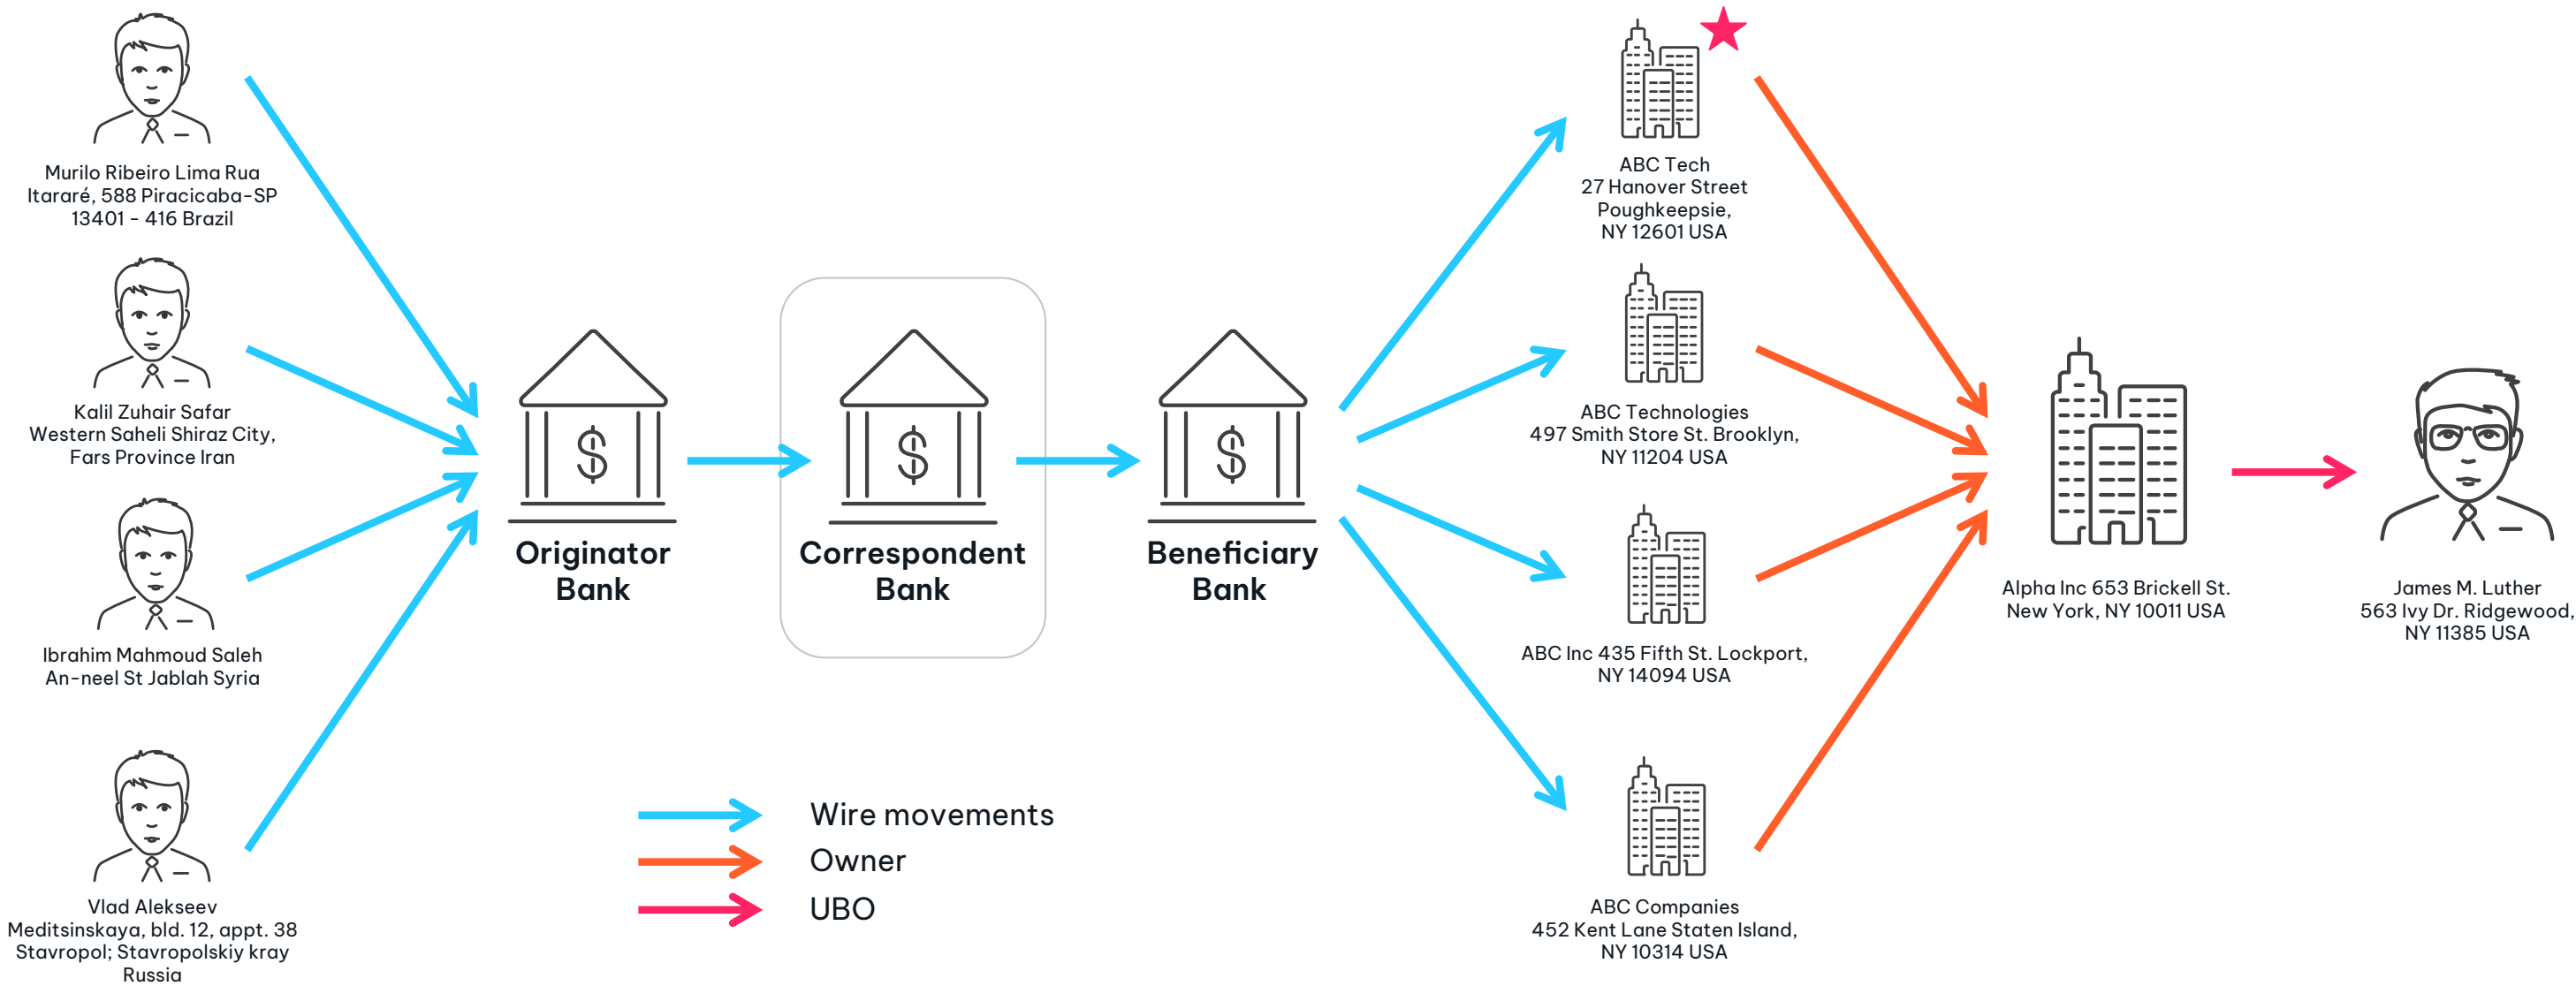 Murilo Ribeiro Lima Rua
Itararé, 588 Piracicaba-SP
13401 - 416 Brazil
Kalil Zuhair Safar
Western Saheli Shiraz City,
Fars Province Iran
Ibrahim Mahmoud Saleh
An-neel St Jablah Syria
Vlad Alekseev
Meditsinskaya, bld. 12, appt. 38
Stavropol; Stavropolskiy kray
Russia
$
Originator
Bank
$
Correspondent
Bank
$
Beneficiary
Bank
Wire movements
Owner
UBO
ABC Tech
27 Hanover Street
Poughkeepsie,
NY 12601 USA
ABC Technologies
497 Smith Store St. Brooklyn,
NY 11204 USA
ABC Inc 435 Fifth St. Lockport,
NY 14094 USA
ABC Companies
452 Kent Lane Staten Island,
NY 10314 USA
Alpha Inc 653 Brickell St.
New York, NY 10011 USA
James M. Luther
563 Ivy Dr. Ridgewood,
NY 11385 USA